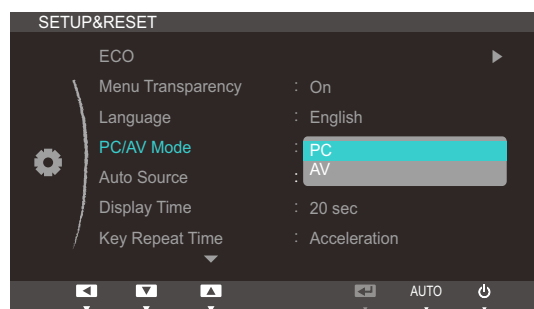 SETUP&RESET
ECO
Menu Transparency : On
Language : English
PC/AV Mode : PC
AV
Auto Source :
Display Time : 20 sec
Key Repeat Time : Acceleration
AUTO